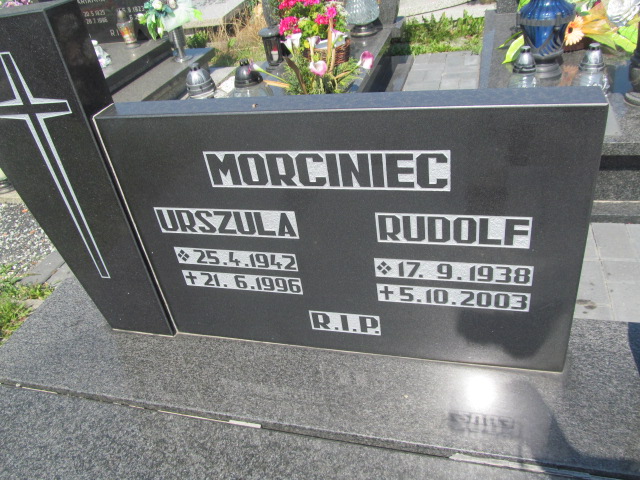 MORCINIEC
URSZULA
❖ 25.4.1942
+ 21.6.1996
RUDOLF
❖ 17.9.1938
+ 5.10.2003
R.I.P.